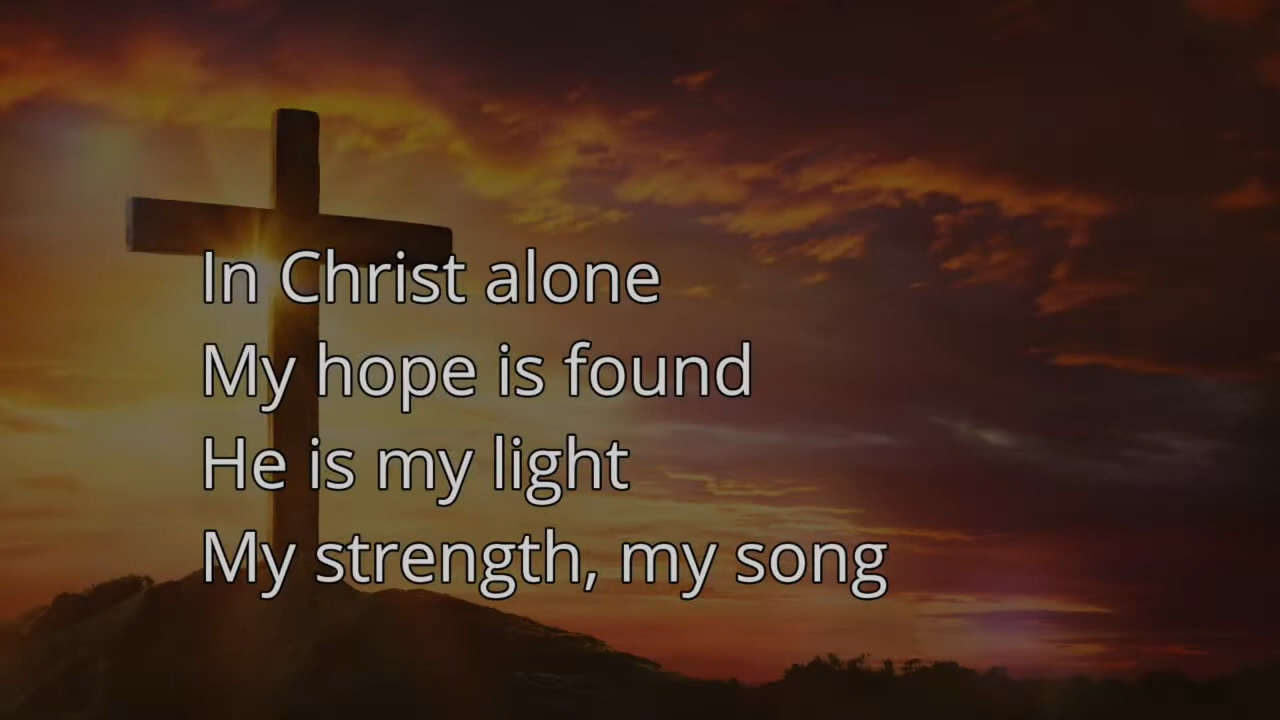 In Christ alone
My hope is found
He is my light
My strength, my song